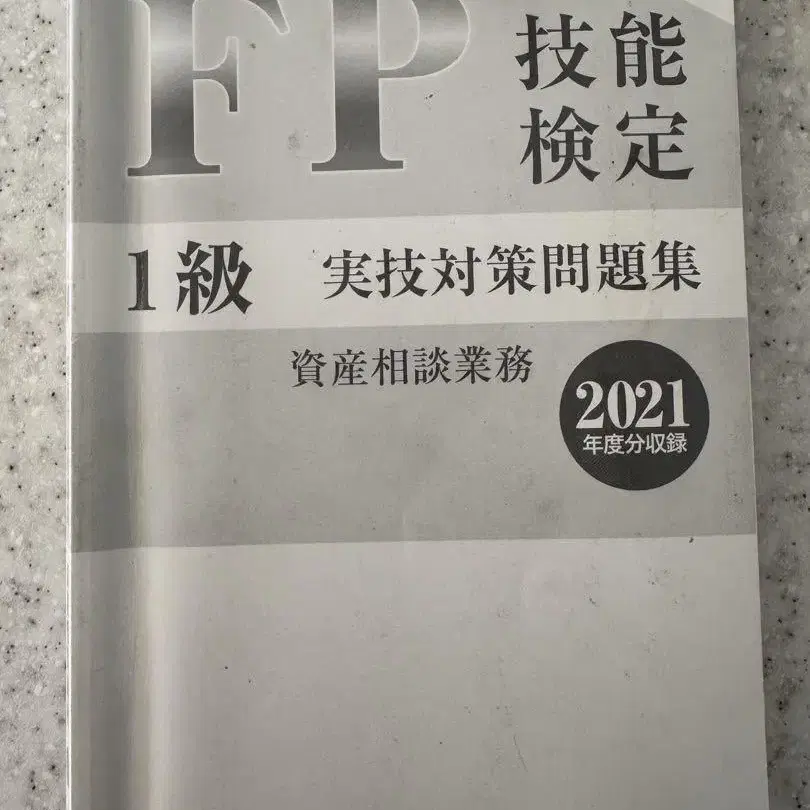 FP 技能
検定
1級 実技対策問題集
資産相談業務
2021
年度分収録